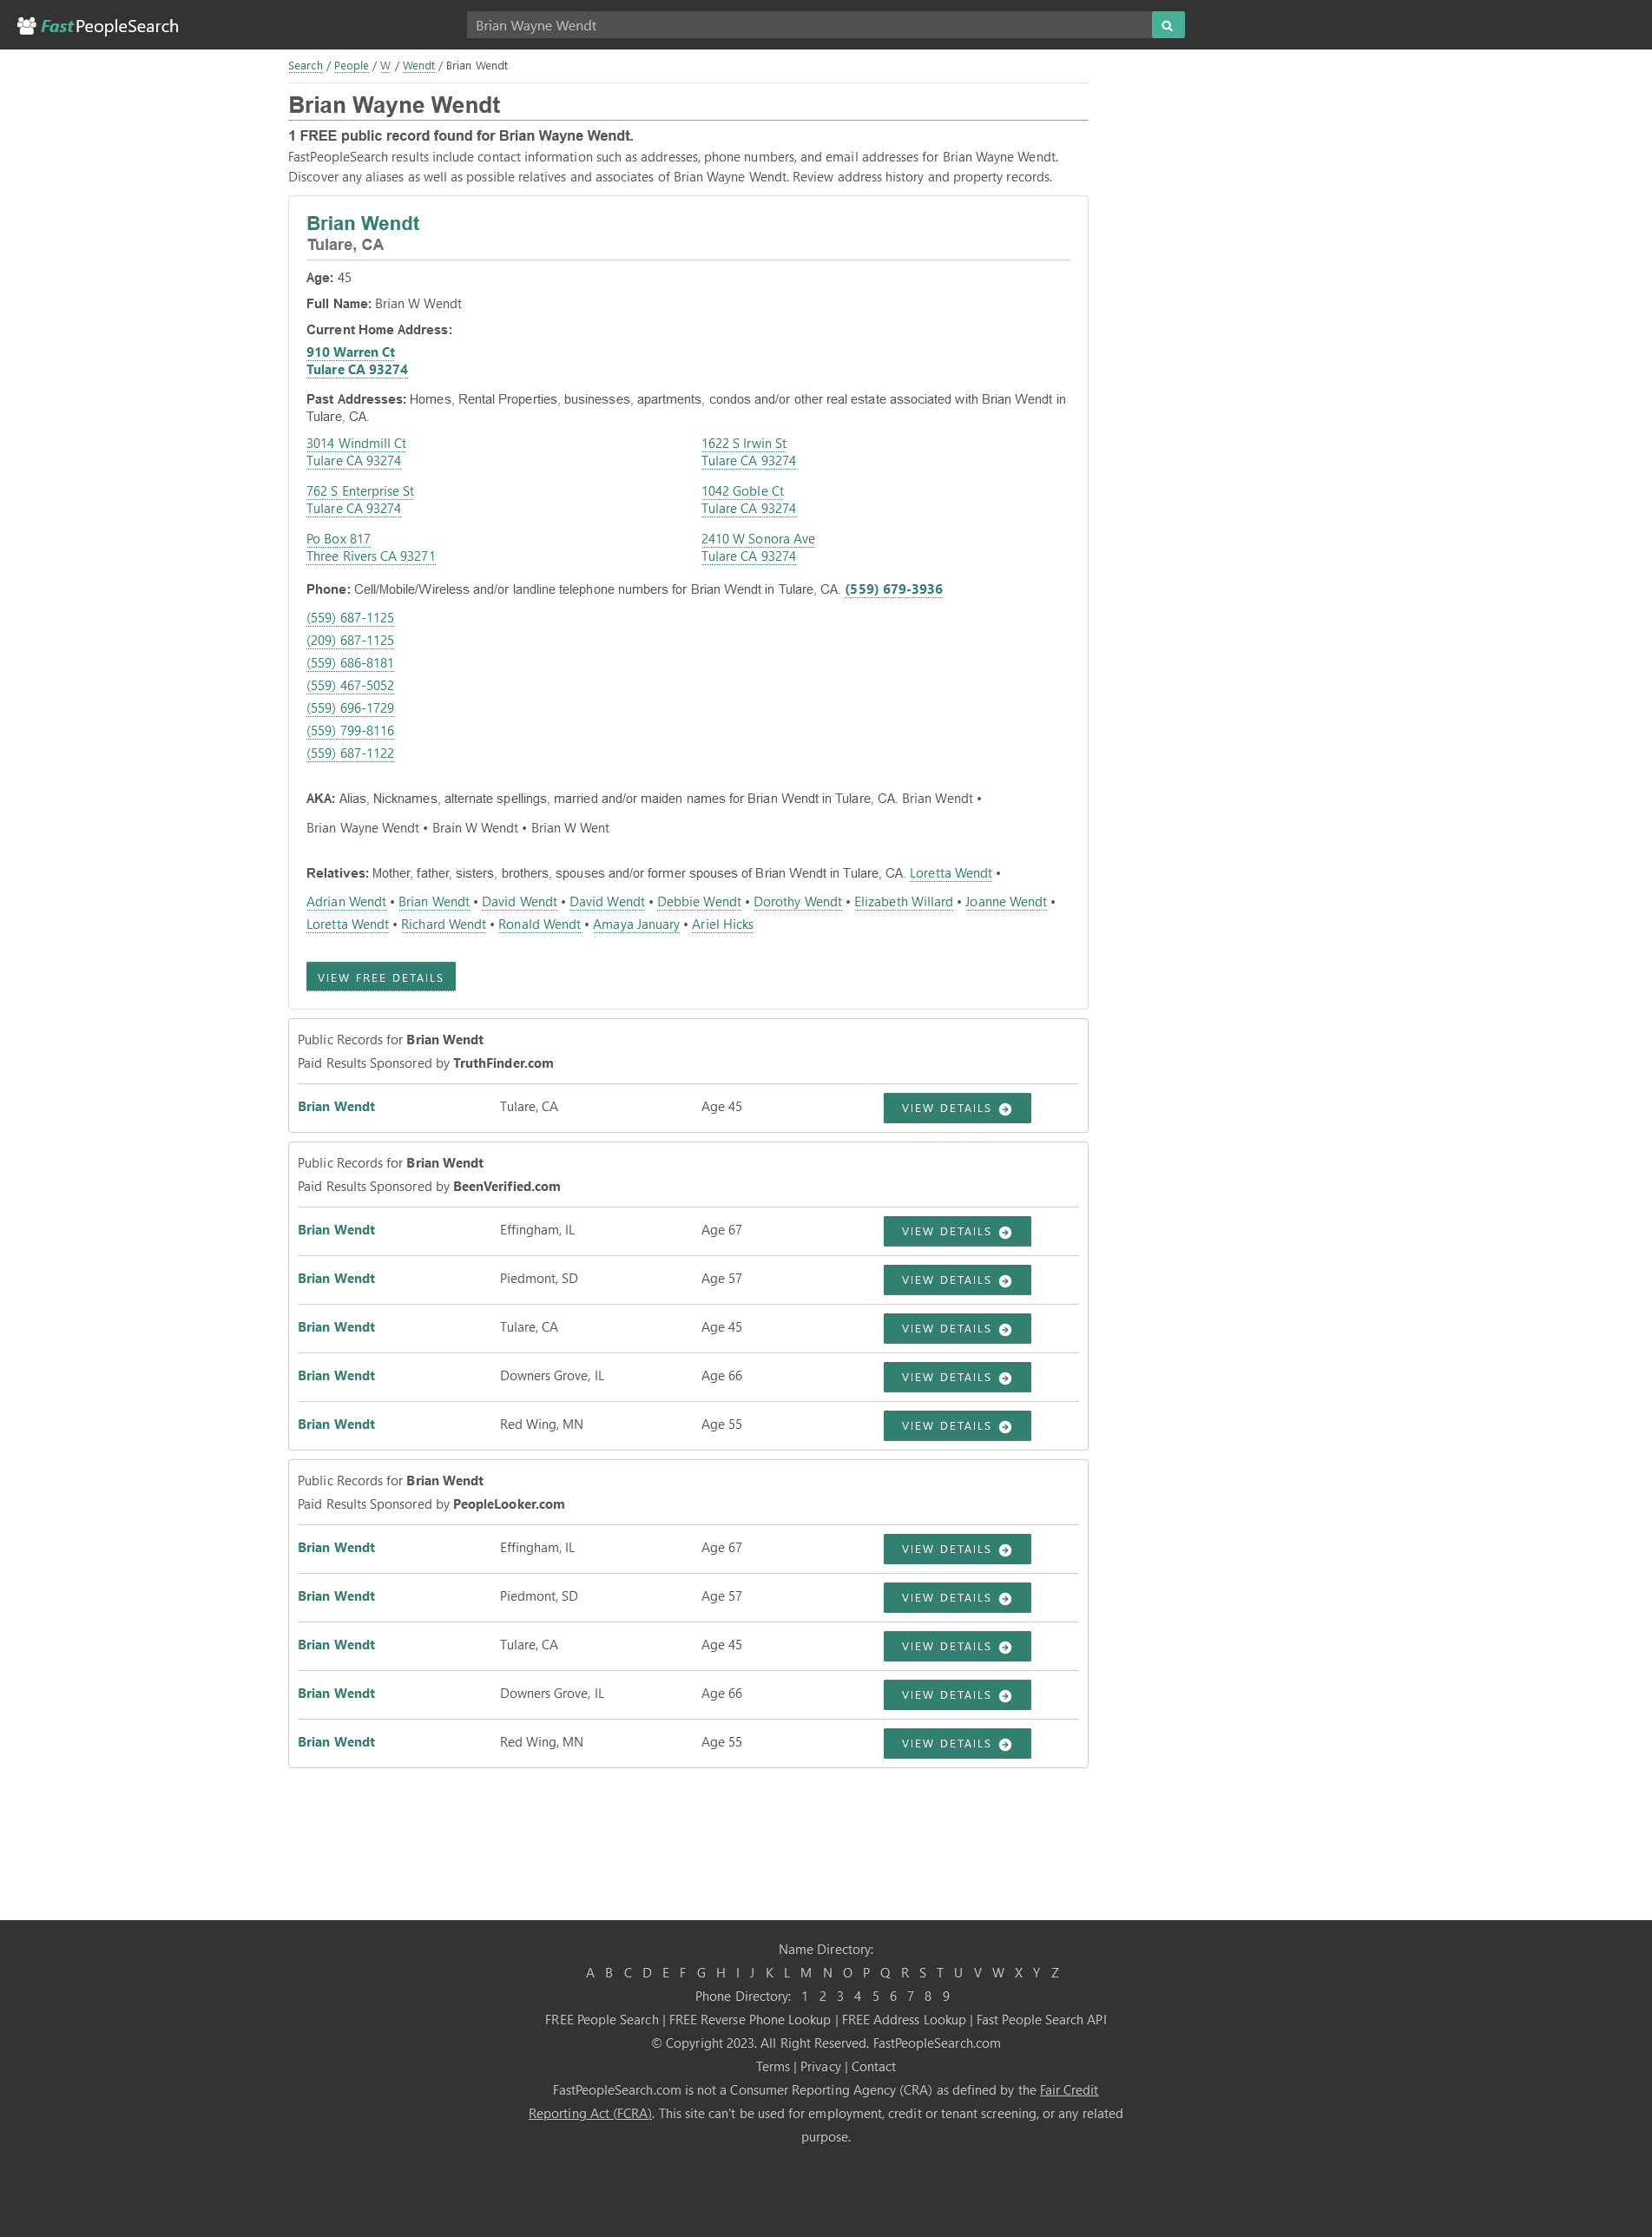 FastPeopleSearch
Brian Wayne Wendt
Search / People / W / Wendt / Brian Wendt
Brian Wayne Wendt
1 FREE public record found for Brian Wayne Wendt.
FastPeopleSearch results include contact information such as addresses, phone numbers, and email addresses for Brian Wayne Wendt.
Discover any aliases as well as possible relatives and associates of Brian Wayne Wendt. Review address history and property records.
Brian Wendt
Tulare, CA
Age: 45
Full Name: Brian W Wendt
Current Home Address:
910 Warren Ct
Tulare CA 93274
Past Addresses: Homes, Rental Properties, businesses, apartments, condos and/or other real estate associated with Brian Wendt in
Tulare, CA.
3014 Windmill Ct
Tulare CA 93274
1622 S Irwin St
Tulare CA 93274
762 S Enterprise St
Tulare CA 93274
1042 Goble Ct
Tulare CA 93274
Po Box 817
Three Rivers CA 93271
2410 W Sonora Ave
Tulare CA 93274
Phone: Cell/Mobile/Wireless and/or landline telephone numbers for Brian Wendt in Tulare, CA. (559) 679-3936
(559) 687-1125
(209) 687-1125
(559) 686-8181
(559) 467-5052
(559) 696-1729
(559) 799-8116
(559) 687-1122
AKA: Alias, Nicknames, alternate spellings, married and/or maiden names for Brian Wendt in Tulare, CA. Brian Wendt •
Brian Wayne Wendt • Brain W Wendt • Brian W Went
Relatives: Mother, father, sisters, brothers, spouses and/or former spouses of Brian Wendt in Tulare, CA. Loretta Wendt •
Adrian Wendt • Brian Wendt • David Wendt • David Wendt • Debbie Wendt • Dorothy Wendt • Elizabeth Willard • Joanne Wendt •
Loretta Wendt • Richard Wendt • Ronald Wendt • Amaya January • Ariel Hicks
VIEW FREE DETAILS
Public Records for Brian Wendt
Paid Results Sponsored by TruthFinder.com
Brian Wendt Tulare, CA Age 45 VIEW DETAILS
Public Records for Brian Wendt
Paid Results Sponsored by BeenVerified.com
Brian Wendt Effingham, IL Age 67 VIEW DETAILS
Brian Wendt Piedmont, SD Age 57 VIEW DETAILS
Brian Wendt Tulare, CA Age 45 VIEW DETAILS
Brian Wendt Downers Grove, IL Age 66 VIEW DETAILS
Brian Wendt Red Wing, MN Age 55 VIEW DETAILS
Public Records for Brian Wendt
Paid Results Sponsored by PeopleLooker.com
Brian Wendt Effingham, IL Age 67 VIEW DETAILS
Brian Wendt Piedmont, SD Age 57 VIEW DETAILS
Brian Wendt Tulare, CA Age 45 VIEW DETAILS
Brian Wendt Downers Grove, IL Age 66 VIEW DETAILS
Brian Wendt Red Wing, MN Age 55 VIEW DETAILS
Name Directory:
A B C D E F G H I J K L M N O P Q R S T U V W X Y Z
Phone Directory: 1 2 3 4 5 6 7 8 9
FREE People Search | FREE Reverse Phone Lookup | FREE Address Lookup | Fast People Search API
© Copyright 2023. All Right Reserved. FastPeopleSearch.com
Terms | Privacy | Contact
FastPeopleSearch.com is not a Consumer Reporting Agency (CRA) as defined by the Fair Credit
Reporting Act (FCRA). This site can't be used for employment, credit or tenant screening, or any related
purpose.